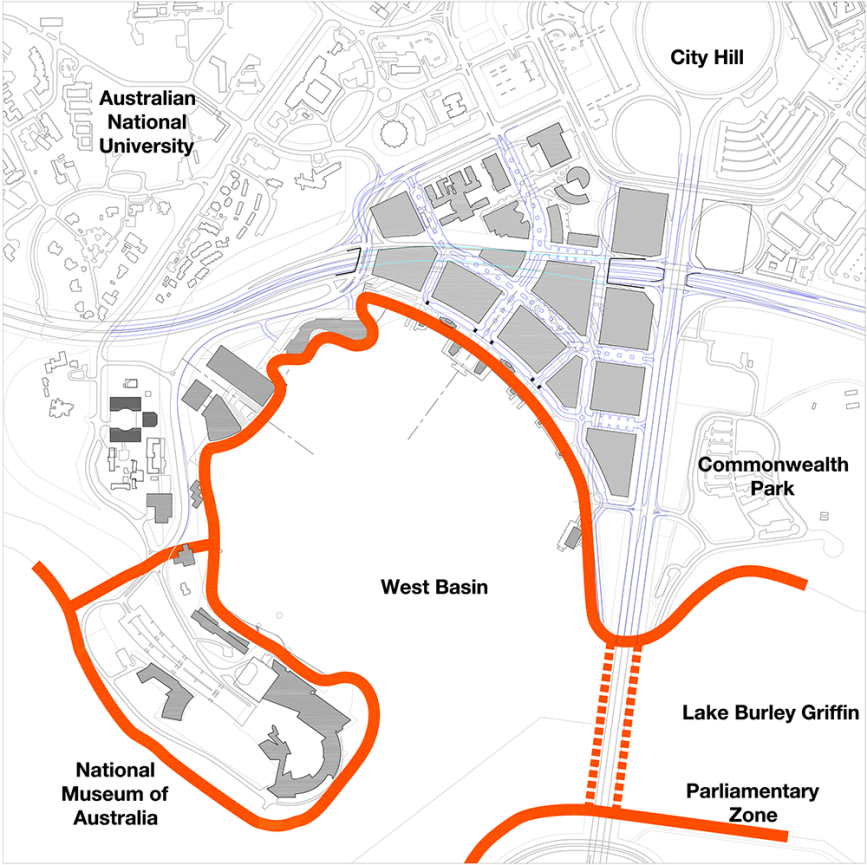 City Hill
Australian
National
University
Commonwealth
Park
West Basin
Lake Burley Griffin
National
Museum of
Australia
Parliamentary
Zone